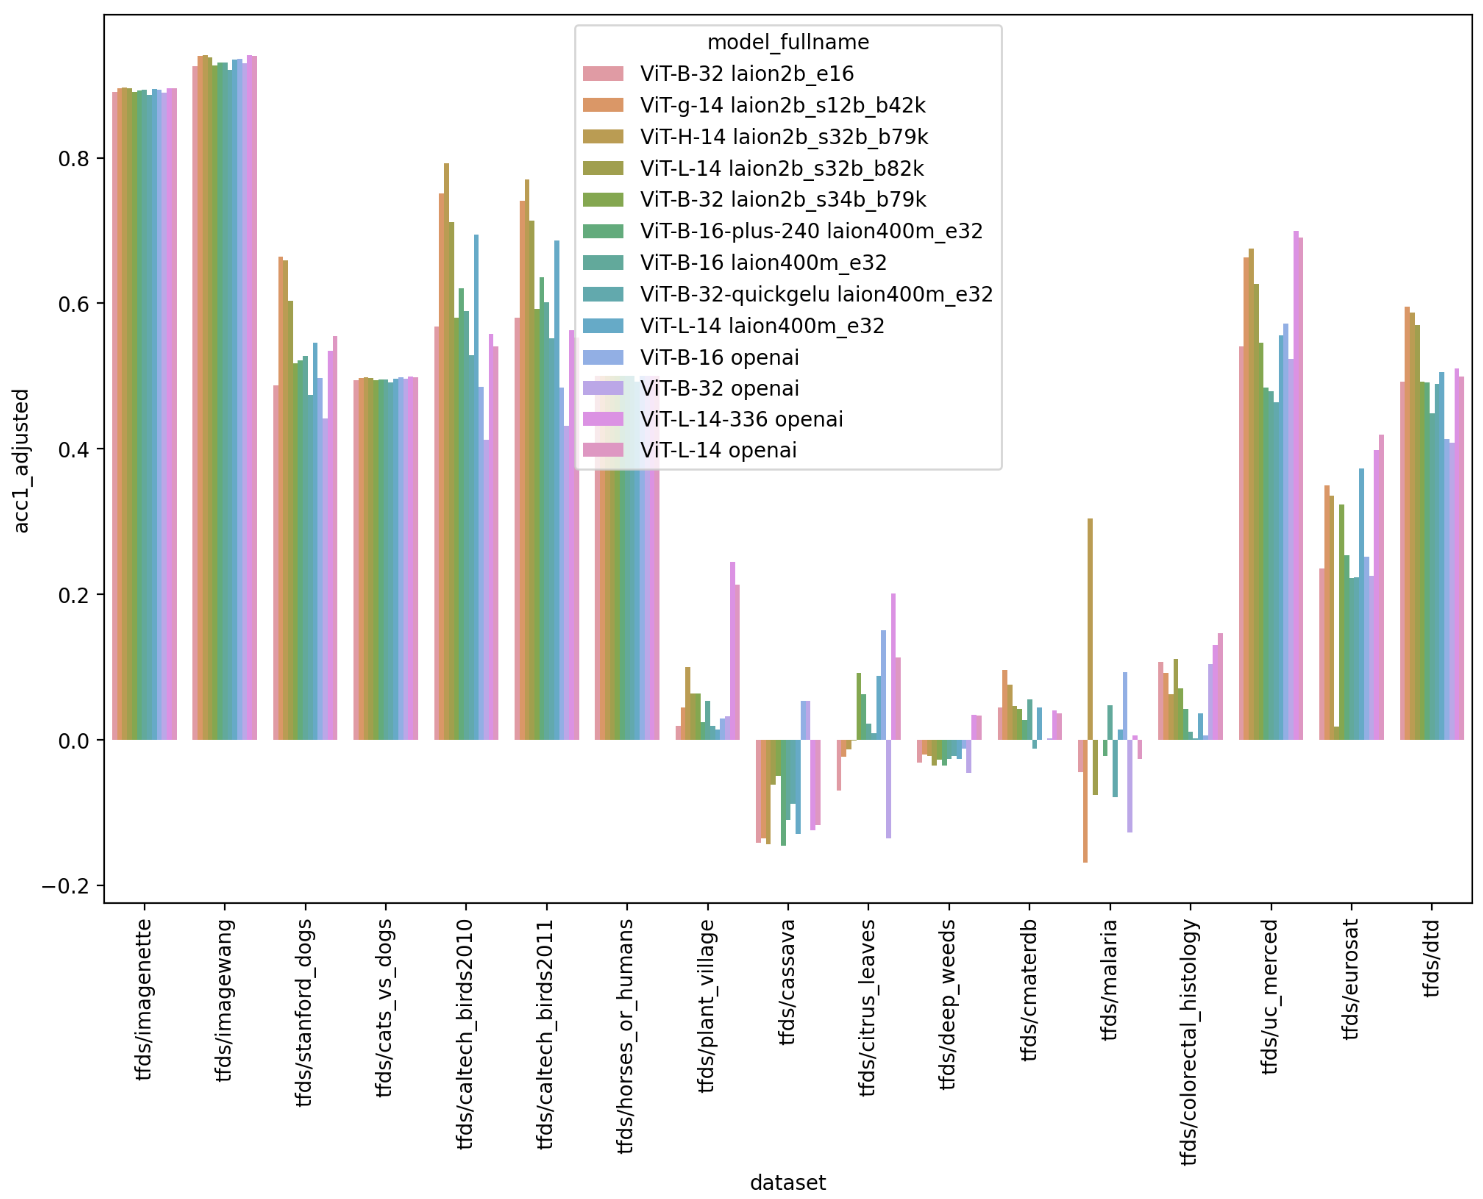 model_fullname
ViT-B-32 laion2b_e16
ViT-g-14 laion2b_s12b_b42k
ViT-H-14 laion2b_s32b_b79k
ViT-L-14 laion2b_s32b_b82k
ViT-B-32 laion2b_s34b_b79k
ViT-B-16-plus-240 laion400m_e32
ViT-B-16 laion400m_e32
ViT-B-32-quickgelu laion400m_e32
ViT-L-14 laion400m_e32
ViT-B-16 openai
ViT-B-32 openai
ViT-L-14-336 openai
ViT-L-14 openai
acc1_adjusted
0.8
0.6
0.4
0.2
0.0
−0.2
tfds/imagenette
tfds/imagewang
tfds/stanford_dogs
tfds/cats_vs_dogs
tfds/caltech_birds2010
tfds/caltech_birds2011
tfds/horses_or_humans
tfds/plant_village
tfds/cassava
tfds/citrus_leaves
tfds/deep_weeds
tfds/cmaterdb
tfds/malaria
tfds/colorectal_histology
tfds/uc_merced
tfds/eurosat
tfds/dtd
dataset